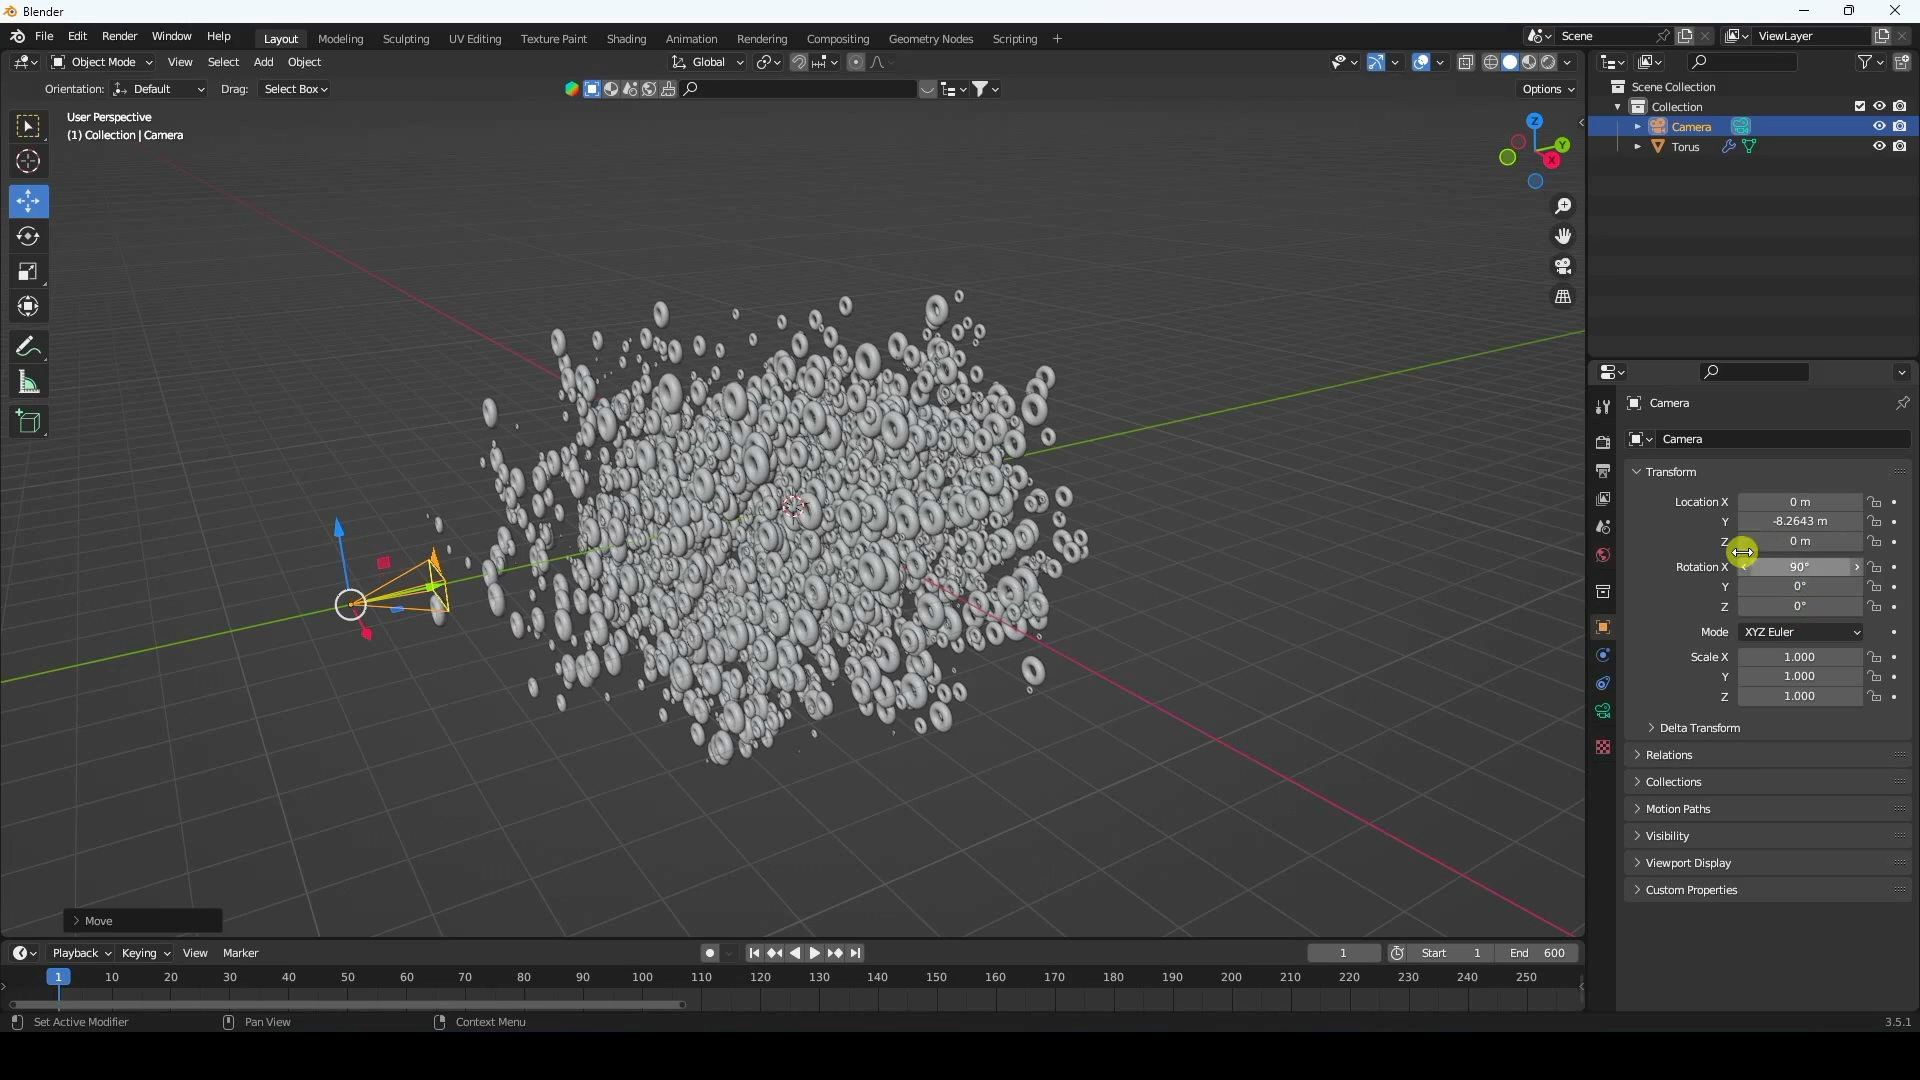 Blender
File Edit Render Window Help Layout Modeling Sculpting UV Editing Texture Paint Shading Animation Rendering Compositing Geometry Nodes Scripting + Scene ViewLayer
Object Mode View Select Add Object Global
Orientation: Default Drag: Select Box Options
User Perspective
(1) Collection | Camera
Z
Y
X
Scene Collection
Collection
Camera
Torus
Camera
Camera
Transform
Location X 0 m
Y -8.2643 m
Z 0 m
Rotation X 90°
Y 0°
Z 0°
Mode XYZ Euler
Scale X 1.000
Y 1.000
Z 1.000
Delta Transform
Relations
Collections
Motion Paths
Visibility
Viewport Display
Custom Properties
Move
Playback Keying View Marker 1 Start 1 End 600
1 10 20 30 40 50 60 70 80 90 100 110 120 130 140 150 160 170 180 190 200 210 220 230 240 250
Set Active Modifier Pan View Context Menu 3.5.1